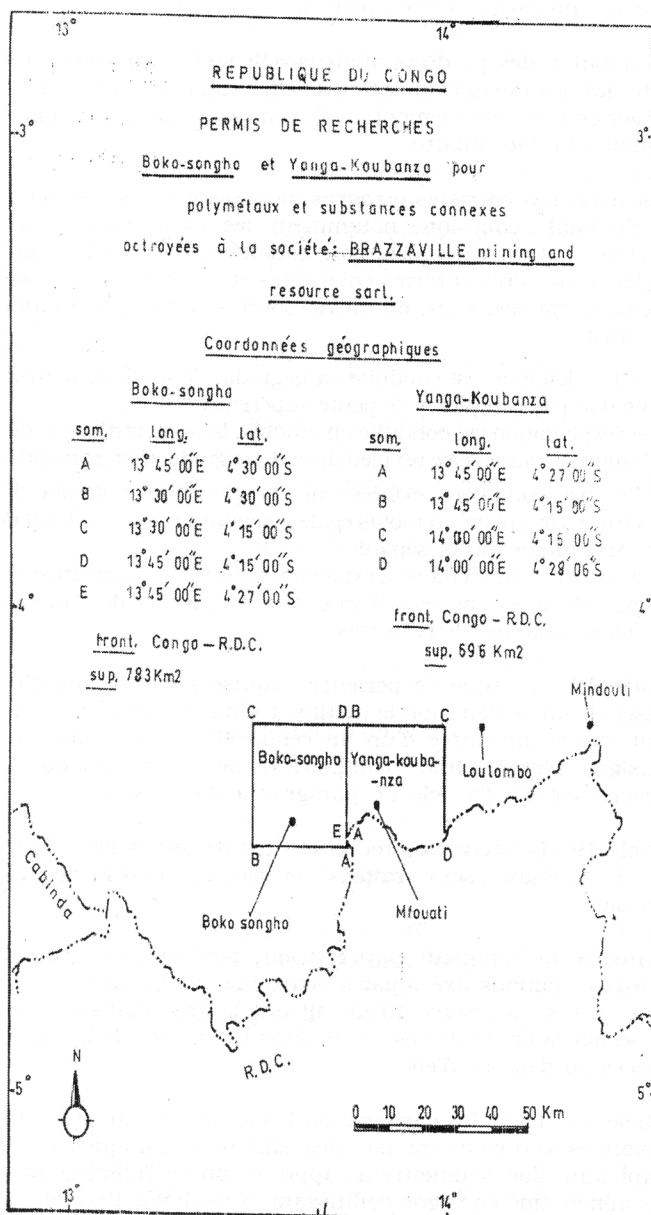 13° 14°
REPUBLIQUE DU CONGO
3° 3°
PERMIS DE RECHERCHES
Boko-songho et Yanga-Koubanza pour
polymétaux et substances connexes
octroyées à la société: BRAZZAVILLE mining and
resource sarl.
Coordonnées géographiques
Boko-songho
som. long. lat.
A 13°45'00"E 4°30'00"S
B 13°30'00"E 4°30'00"S
C 13°30'00"E 4°15'00"S
D 13°45'00"E 4°15'00"S
E 13°45'00"E 4°27'00"S
front. Congo-R.D.C.
sup. 783Km2
Yanga-Koubanza
som. long. lat.
A 13°45'00"E 4°27'00"S
B 13°45'00"E 4°15'00"S
C 14°00'00"E 4°15'00"S
D 14°00'00"E 4°28'06"S
front. Congo-R.D.C.
sup. 696 Km2
4° 4°
Mindouli
C D B C
Boko-songho Yanga-kouba-
-nza
Loutombo
E A
B A D
Cabinda
Boko songho Mfouati
R.D.C.
N
5° 5°
0 10 20 30 40 50 Km
13° 14°